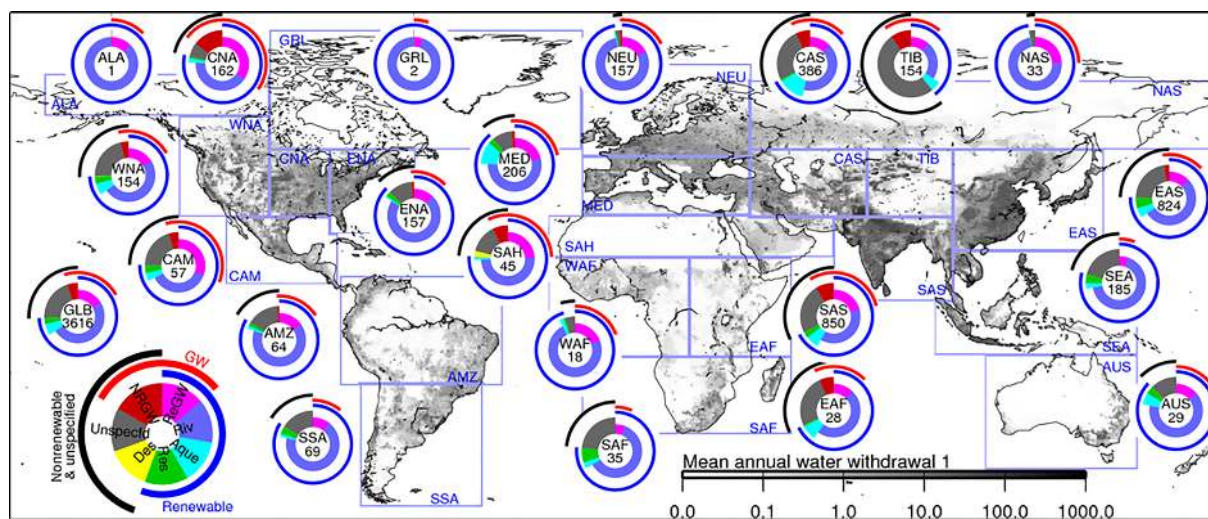 ALA
1
CNA
162
GRL
2
NEU
157
CAS
386
TIB
154
NAS
33
GRL
NEU
NAS
ALA
WNA
CNA
ENA
CAS
TIB
WNA
154
MED
206
EAS
824
ENA
157
MED
CAM
57
SAH
45
SAH
WAF
EAS
SEA
185
CAM
SAS
GLB
3616
AMZ
64
WAF
18
SAS
850
EAF
SEA
AUS
GW
AMZ
Nonrenewable
& unspecified
NRGW
ReGW
Unspecfd
Riv
Des
Res
Aque
Renewable
SSA
69
SAF
35
EAF
28
AUS
29
SAF
SSA
Mean annual water withdrawal 1
0.0 0.1 1.0 10.0 100.0 1000.0